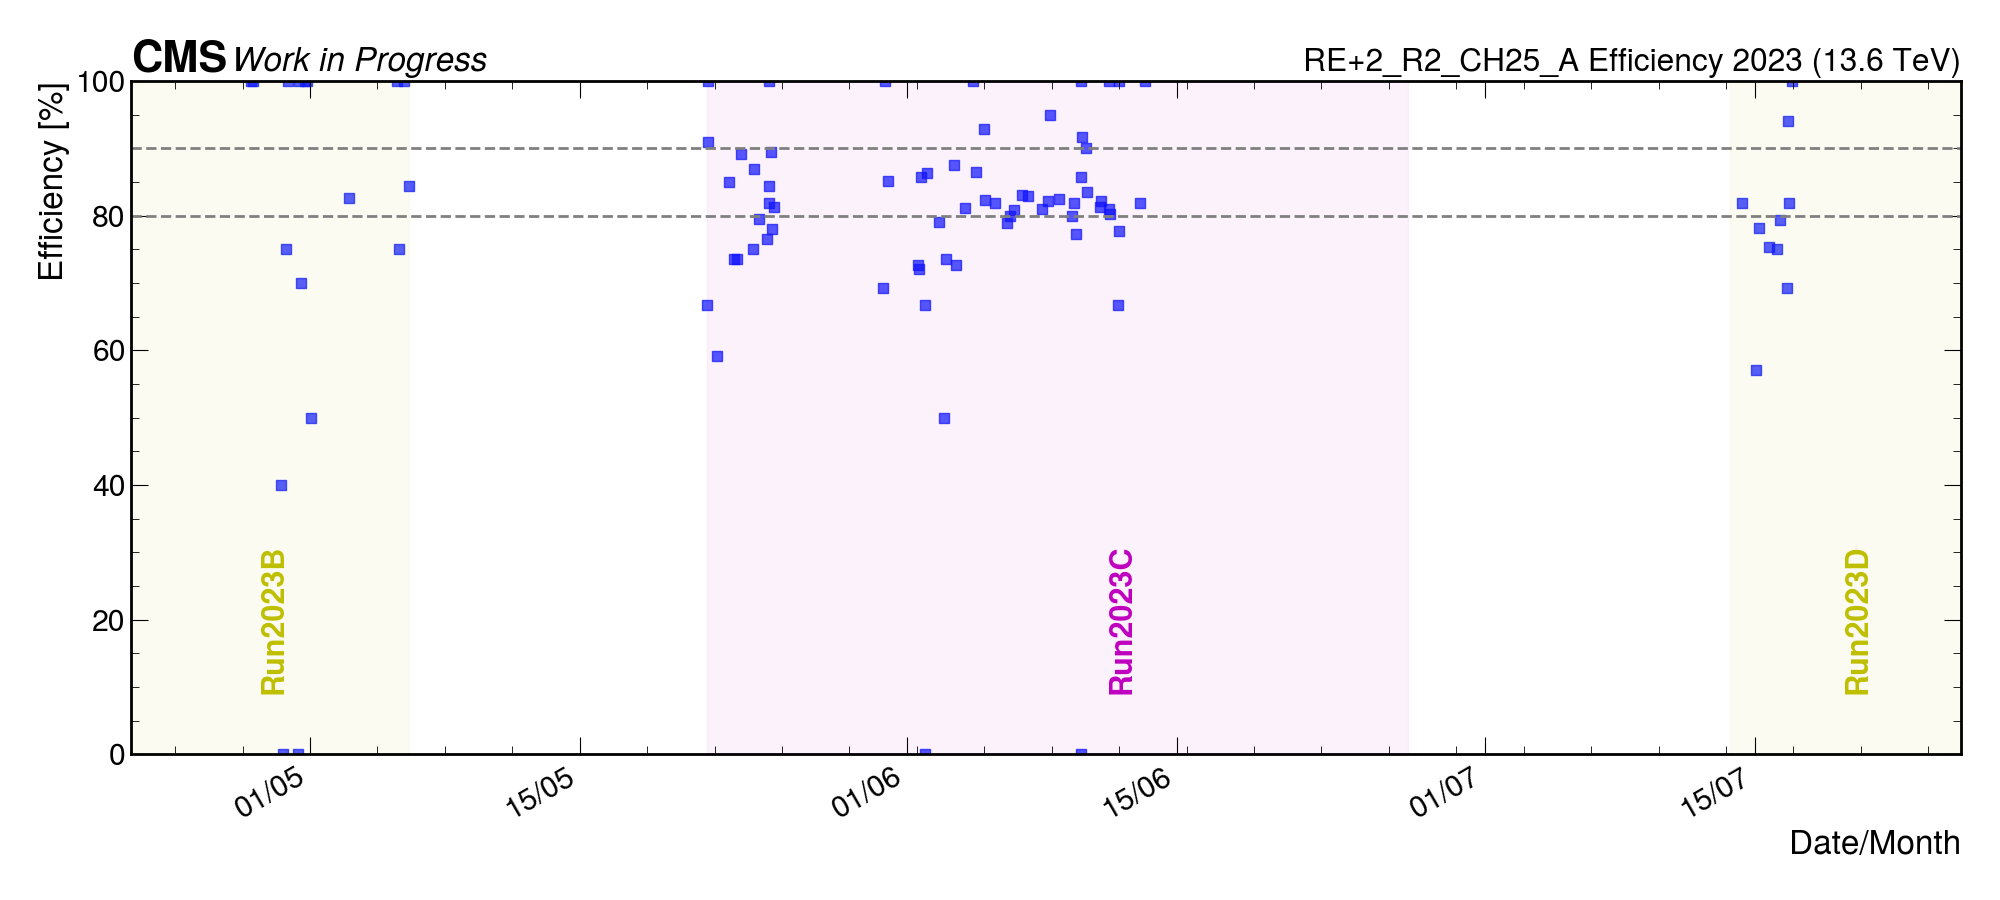 CMS Work in Progress
RE+2_R2_CH25_A Efficiency 2023 (13.6 TeV)
Efficiency [%]
100
80
60
40
20
0
Run2023B
Run2023C
Run2023D
01/05
15/05
01/06
15/06
01/07
15/07
Date/Month